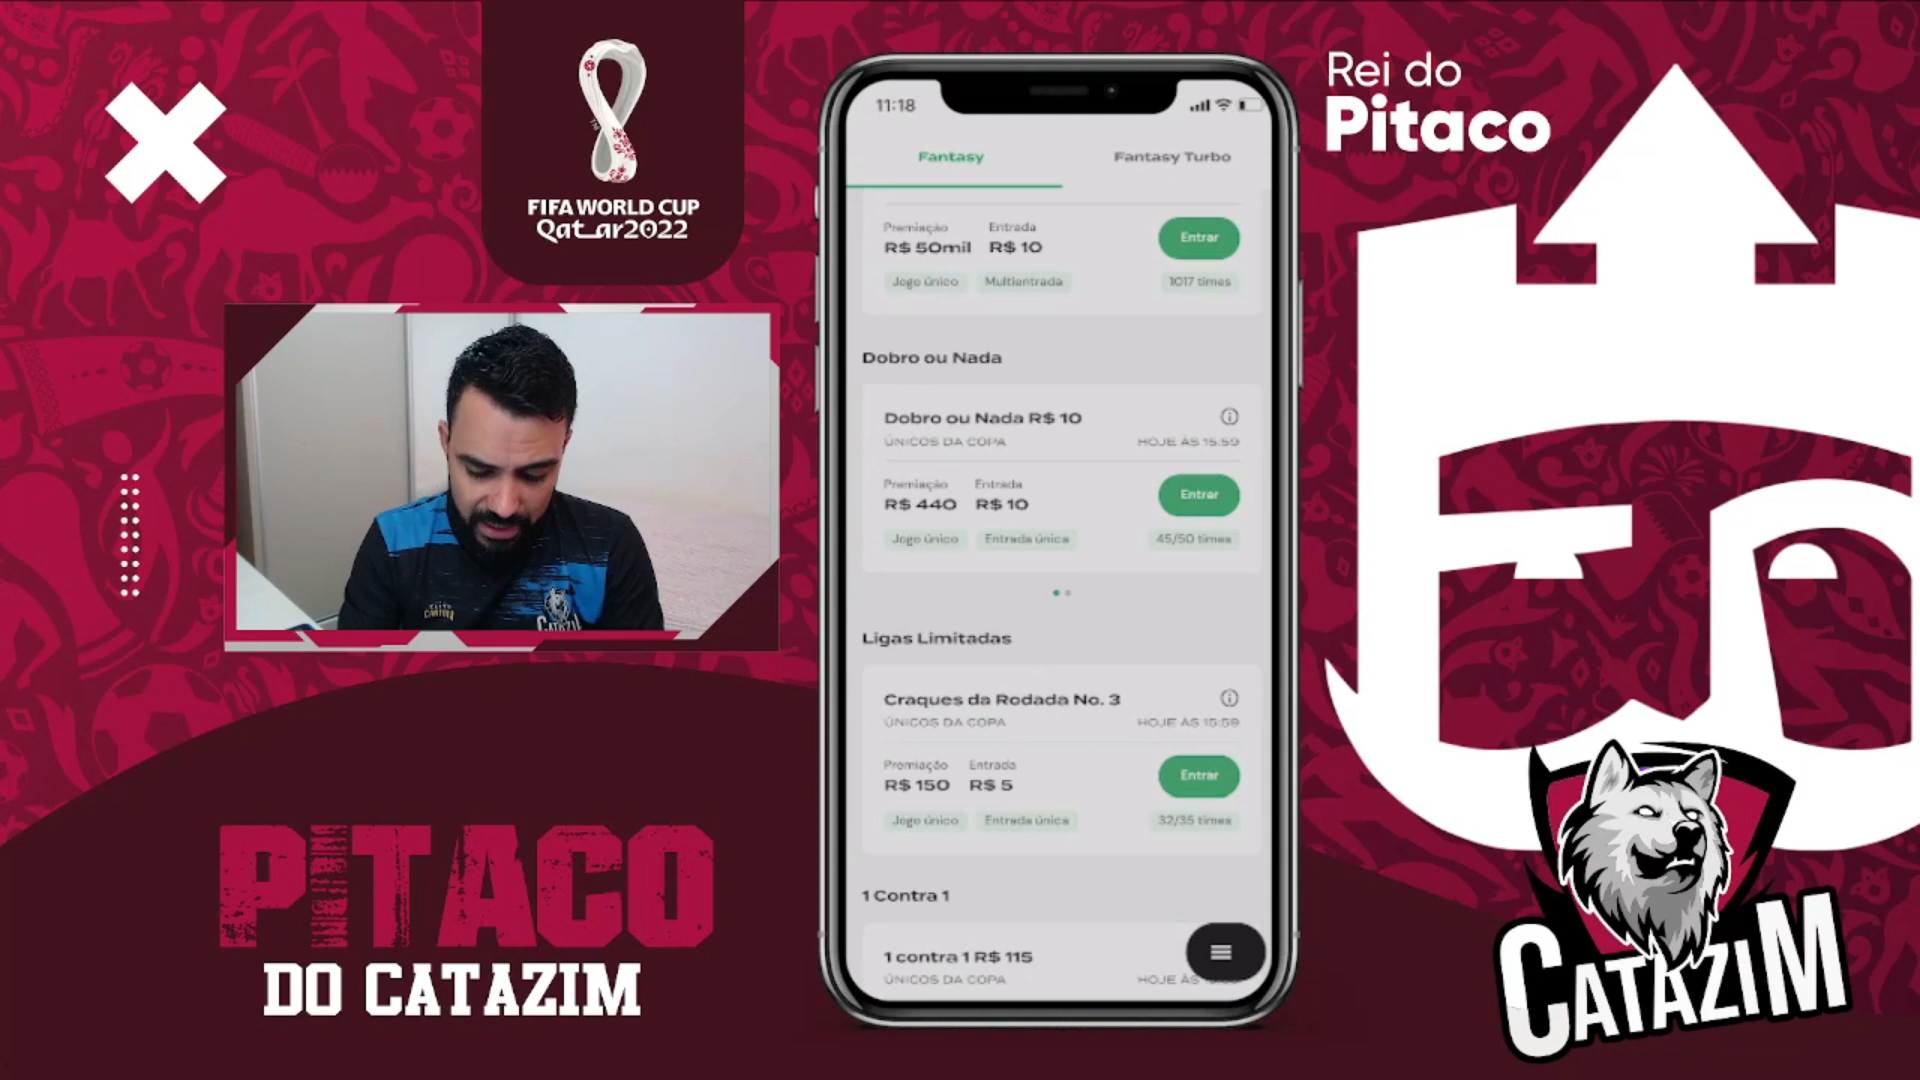 FIFA WORLD CUP
Qatar2022
TM
PITACO
DO CATAZIM
11:18
Fantasy
Fantasy Turbo
Premiação
Entrada
R$ 50mil
R$ 10
Entrar
Jogo único
Multientrada
1017 times
Dobro ou Nada
Dobro ou Nada R$ 10
ÚNICOS DA COPA
HOJE ÀS 15:59
Premiação
Entrada
R$ 440
R$ 10
Entrar
Jogo único
Entrada única
45/50 times
Ligas Limitadas
Craques da Rodada No. 3
ÚNICOS DA COPA
HOJE ÀS 15:59
Premiação
Entrada
R$ 150
R$ 5
Entrar
Jogo único
Entrada única
32/35 times
1 Contra 1
1 contra 1 R$ 115
ÚNICOS DA COPA
HOJE ÀS
Rei do
Pitaco
CATAZIM